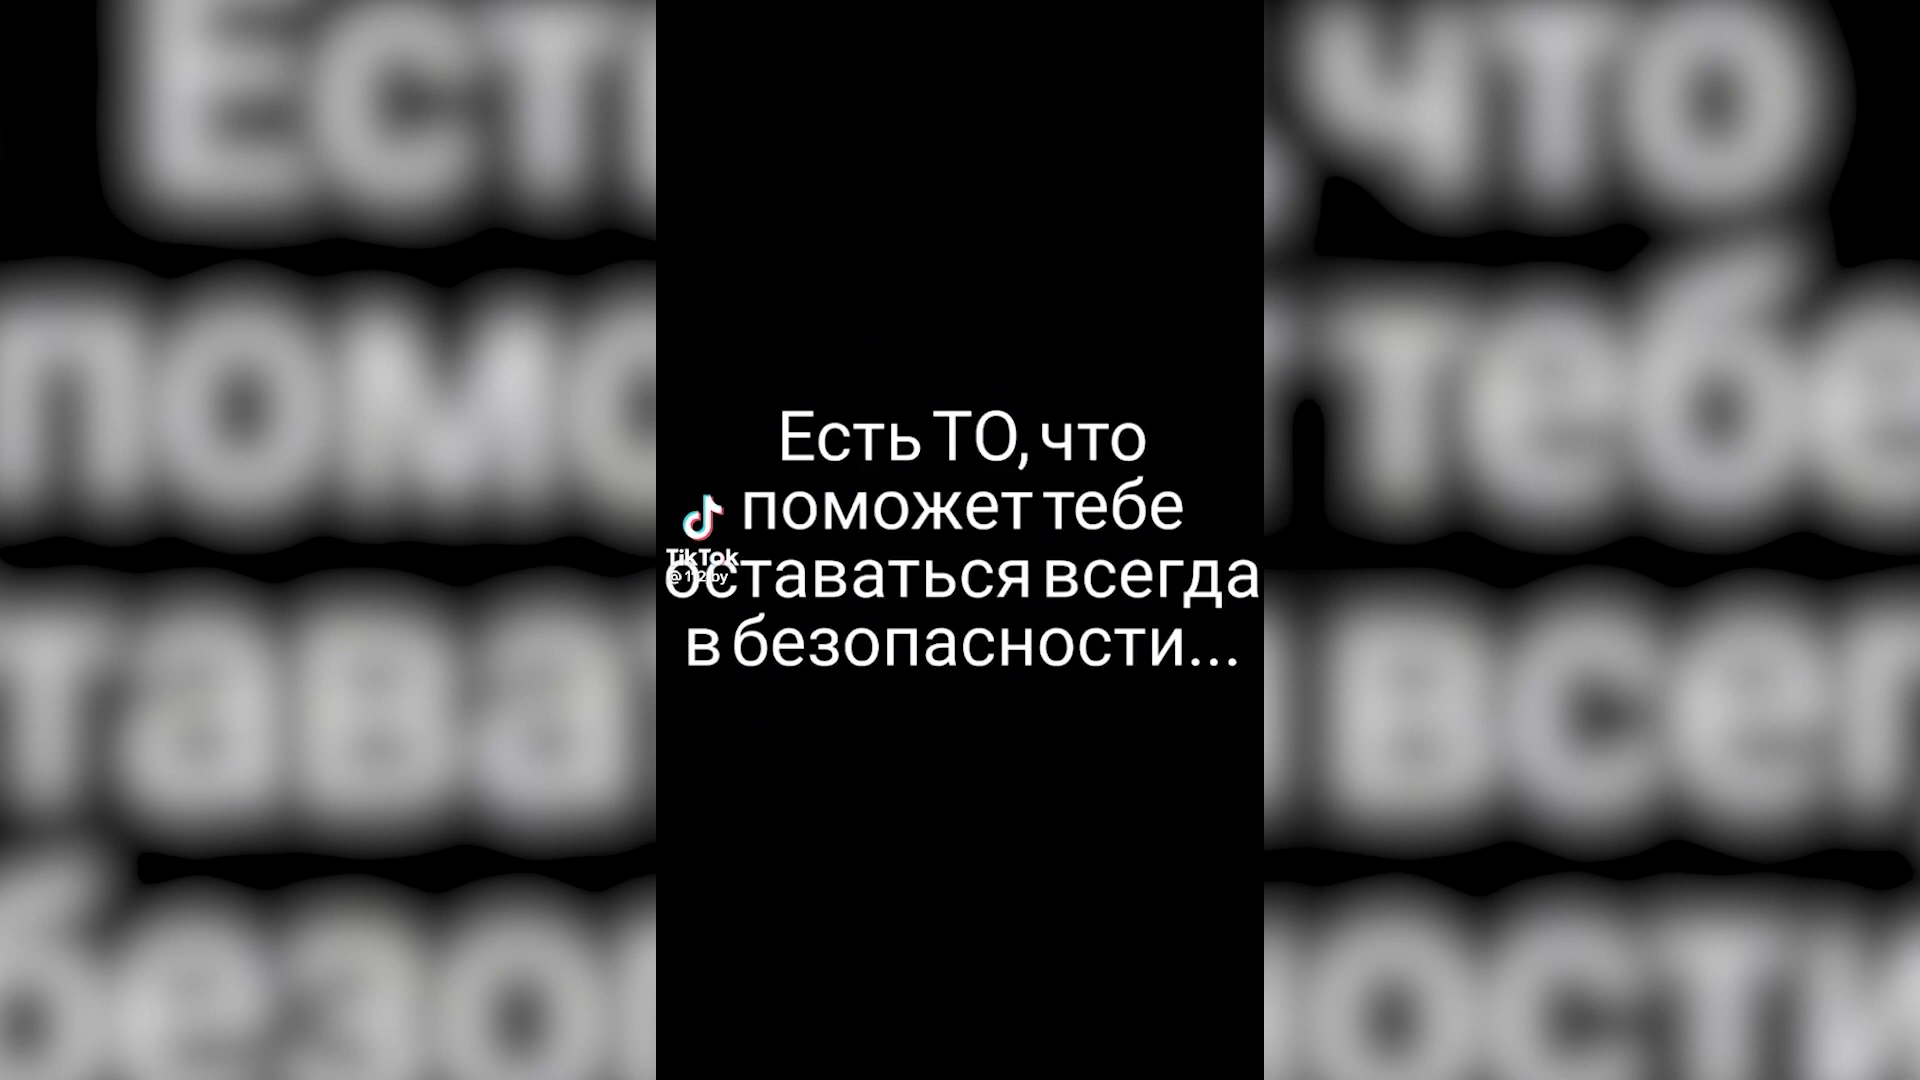 Есть ТО, что
поможет тебе
оставаться всегда
в безопасности...
TikTok